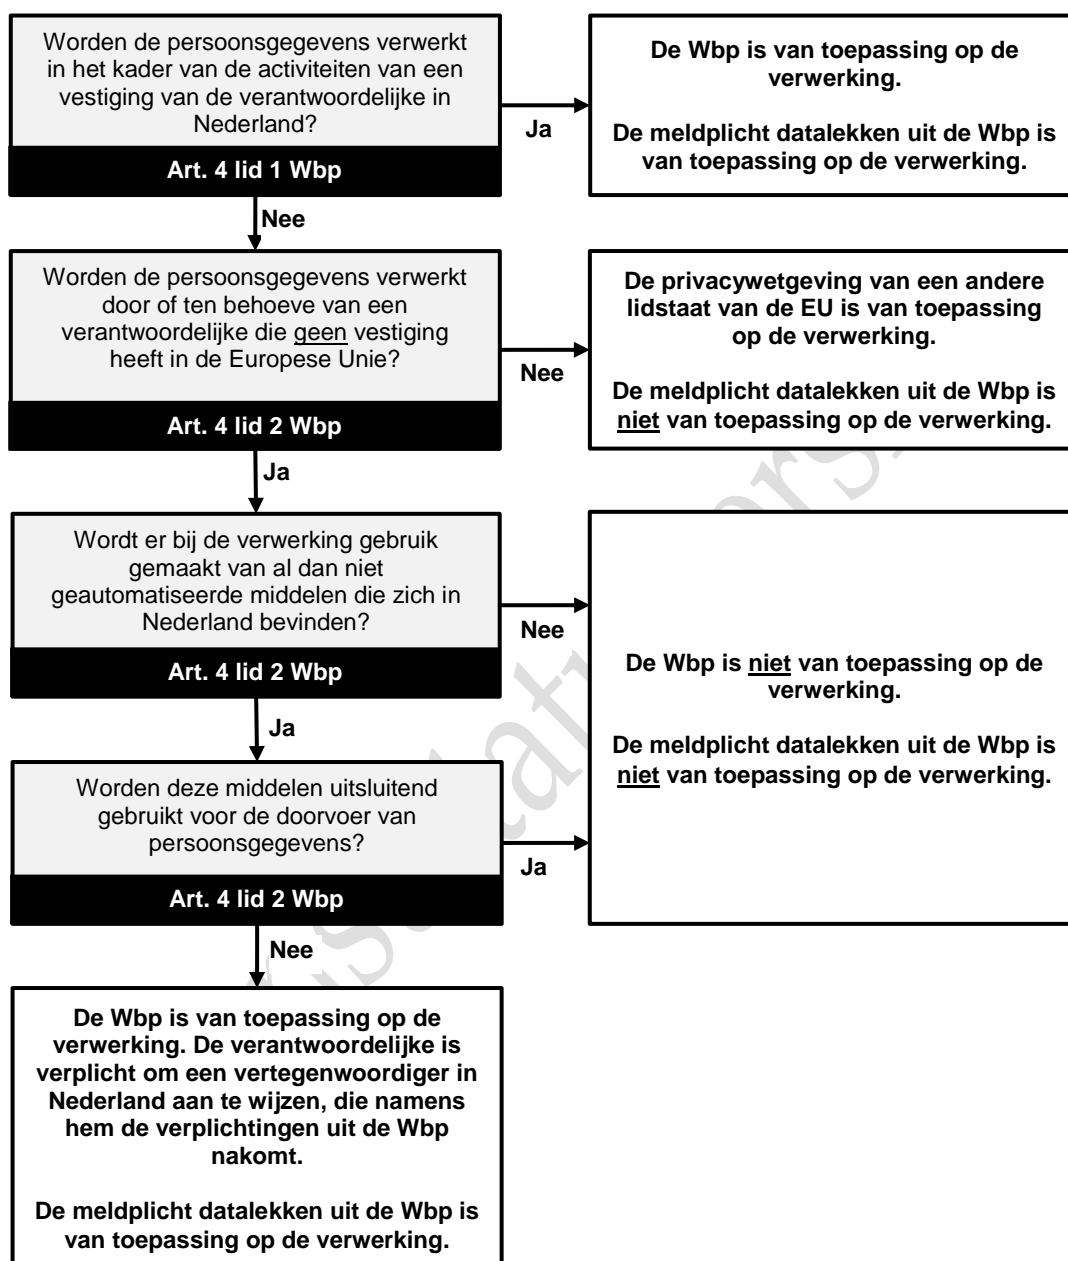 Worden de persoonsgegevens verwerkt
in het kader van de activiteiten van een
vestiging van de verantwoordelijke in
Nederland?
Art. 4 lid 1 Wbp
Ja
De Wbp is van toepassing op de
verwerking.
De meldplicht datalekken uit de Wbp is
van toepassing op de verwerking.
Nee
Worden de persoonsgegevens verwerkt
door of ten behoeve van een
verantwoordelijke die geen vestiging
heeft in de Europese Unie?
Art. 4 lid 2 Wbp
Nee
De privacywetgeving van een andere
lidstaat van de EU is van toepassing
op de verwerking.
De meldplicht datalekken uit de Wbp is
niet van toepassing op de verwerking.
Ja
Wordt er bij de verwerking gebruik
gemaakt van al dan niet
geautomatiseerde middelen die zich in
Nederland bevinden?
Art. 4 lid 2 Wbp
Nee
De Wbp is niet van toepassing op de
verwerking.
De meldplicht datalekken uit de Wbp is
niet van toepassing op de verwerking.
Ja
Worden deze middelen uitsluitend
gebruikt voor de doorvoer van
persoonsgegevens?
Art. 4 lid 2 Wbp
Ja
Nee
De Wbp is van toepassing op de
verwerking. De verantwoordelijke is
verplicht om een vertegenwoordiger in
Nederland aan te wijzen, die namens
hem de verplichtingen uit de Wbp
nakomt.
De meldplicht datalekken uit de Wbp is
van toepassing op de verwerking.